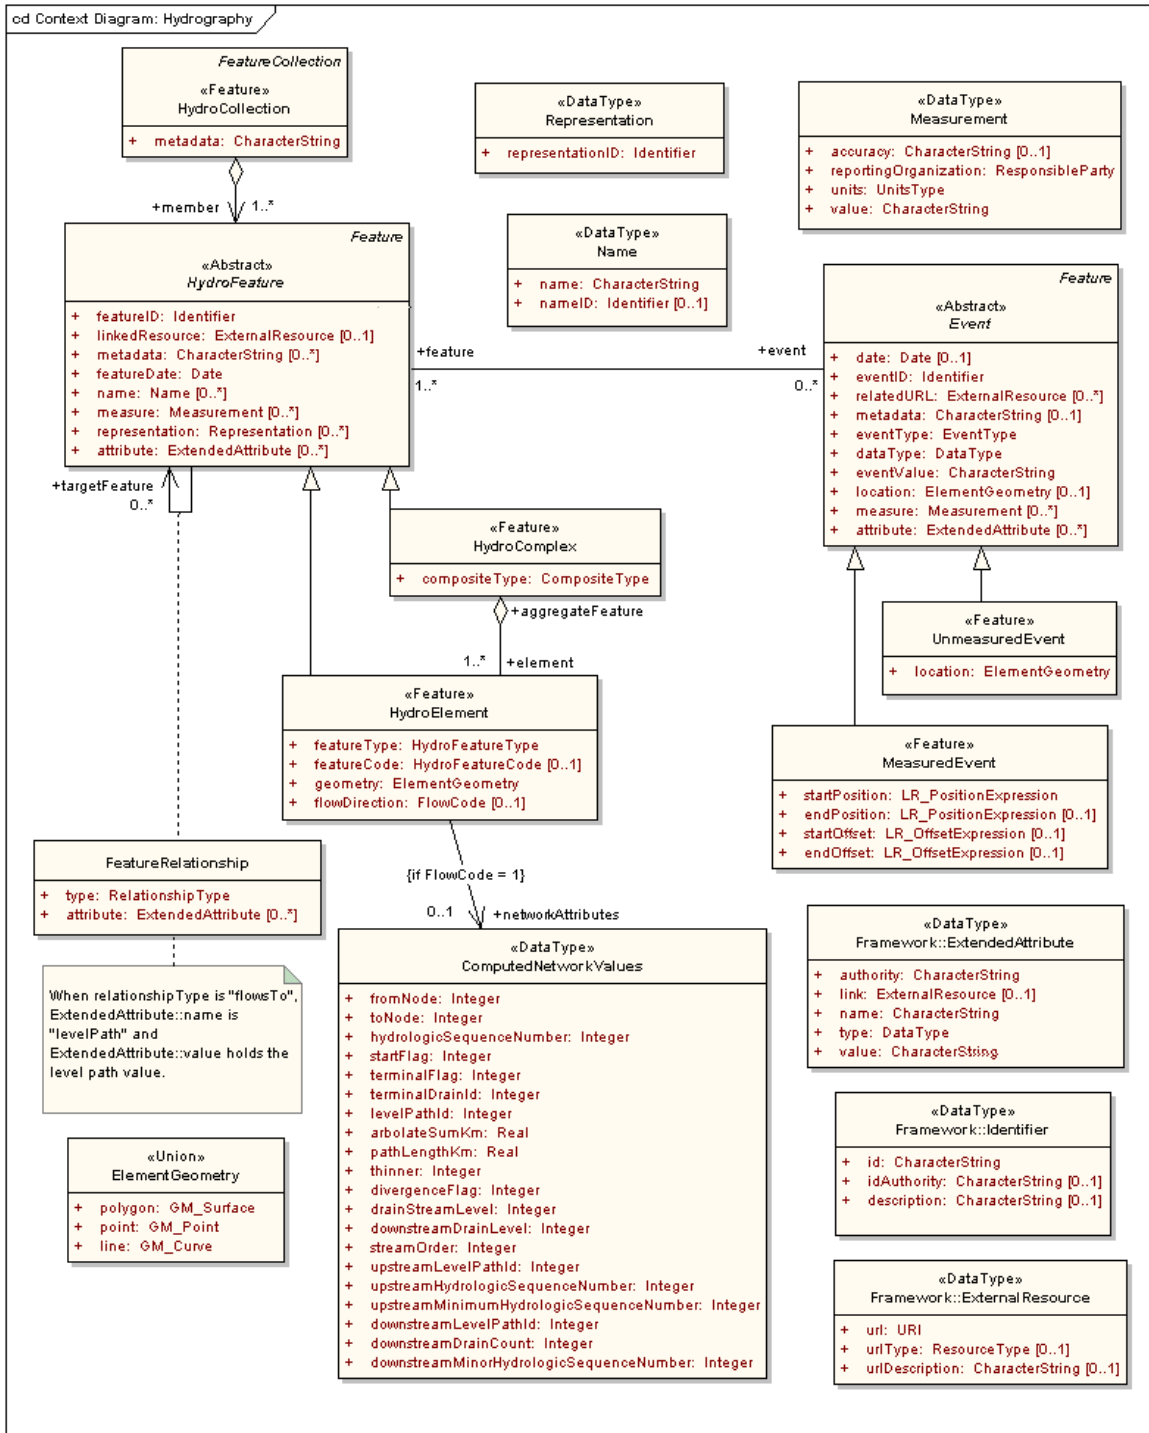 cd Context Diagram: Hydrography
FeatureCollection
«Feature»
HydroCollection
+ metadata: CharacterString
+member
1..*
Feature
«Abstract»
HydroFeature
+ featureID: Identifier
+ linkedResource: ExternalResource [0..1]
+ metadata: CharacterString [0..*]
+ featureDate: Date
+ name: Name [0..*]
+ measure: Measurement [0..*]
+ representation: Representation [0..*]
+ attribute: ExtendedAttribute [0..*]
«DataType»
Representation
+ representationID: Identifier
«DataType»
Name
+ name: CharacterString
+ nameID: Identifier [0..1]
«DataType»
Measurement
+ accuracy: CharacterString [0..1]
+ reportingOrganization: ResponsibleParty
+ units: UnitsType
+ value: CharacterString
+feature
1..*
+event
0..*
Feature
«Abstract»
Event
+ date: Date [0..1]
+ eventID: Identifier
+ relatedURL: ExternalResource [0..*]
+ metadata: CharacterString [0..1]
+ eventType: EventType
+ dataType: DataType
+ eventValue: CharacterString
+ location: ElementGeometry [0..1]
+ measure: Measurement [0..*]
+ attribute: ExtendedAttribute [0..*]
+targetFeature
0..*
«Feature»
HydroComplex
+ compositeType: CompositeType
+aggregateFeature
1..*
+element
«Feature»
UnmeasuredEvent
+ location: ElementGeometry
«Feature»
HydroElement
+ featureType: HydroFeatureType
+ featureCode: HydroFeatureCode [0..1]
+ geometry: ElementGeometry
+ flowDirection: FlowCode [0..1]
«Feature»
MeasuredEvent
+ startPosition: LR_PositionExpression
+ endPosition: LR_PositionExpression [0..1]
+ startOffset: LR_OffsetExpression [0..1]
+ endOffset: LR_OffsetExpression [0..1]
FeatureRelationship
+ type: RelationshipType
+ attribute: ExtendedAttribute [0..*]
{if FlowCode = 1}
0..1
+networkAttributes
When relationshipType is "flowsTo",
ExtendedAttribute::name is
"levelPath" and
ExtendedAttribute::value holds the
level path value.
«DataType»
ComputedNetworkValues
+ fromNode: Integer
+ toNode: Integer
+ hydrologicSequenceNumber: Integer
+ startFlag: Integer
+ terminalFlag: Integer
+ terminalDrainId: Integer
+ levelPathId: Integer
+ arbolateSumKm: Real
+ pathLengthKm: Real
+ thinner: Integer
+ divergenceFlag: Integer
+ drainStreamLevel: Integer
+ downstreamDrainLevel: Integer
+ streamOrder: Integer
+ upstreamLevelPathId: Integer
+ upstreamHydrologicSequenceNumber: Integer
+ upstreamMinimumHydrologicSequenceNumber: Integer
+ downstreamLevelPathId: Integer
+ downstreamDrainCount: Integer
+ downstreamMinorHydrologicSequenceNumber: Integer
«Union»
ElementGeometry
+ polygon: GM_Surface
+ point: GM_Point
+ line: GM_Curve
«DataType»
Framework::ExtendedAttribute
+ authority: CharacterString
+ link: ExternalResource [0..1]
+ name: CharacterString
+ type: DataType
+ value: CharacterString
«DataType»
Framework::Identifier
+ id: CharacterString
+ idAuthority: CharacterString [0..1]
+ description: CharacterString [0..1]
«DataType»
Framework::ExternalResource
+ url: URI
+ urlType: ResourceType [0..1]
+ urlDescription: CharacterString [0..1]